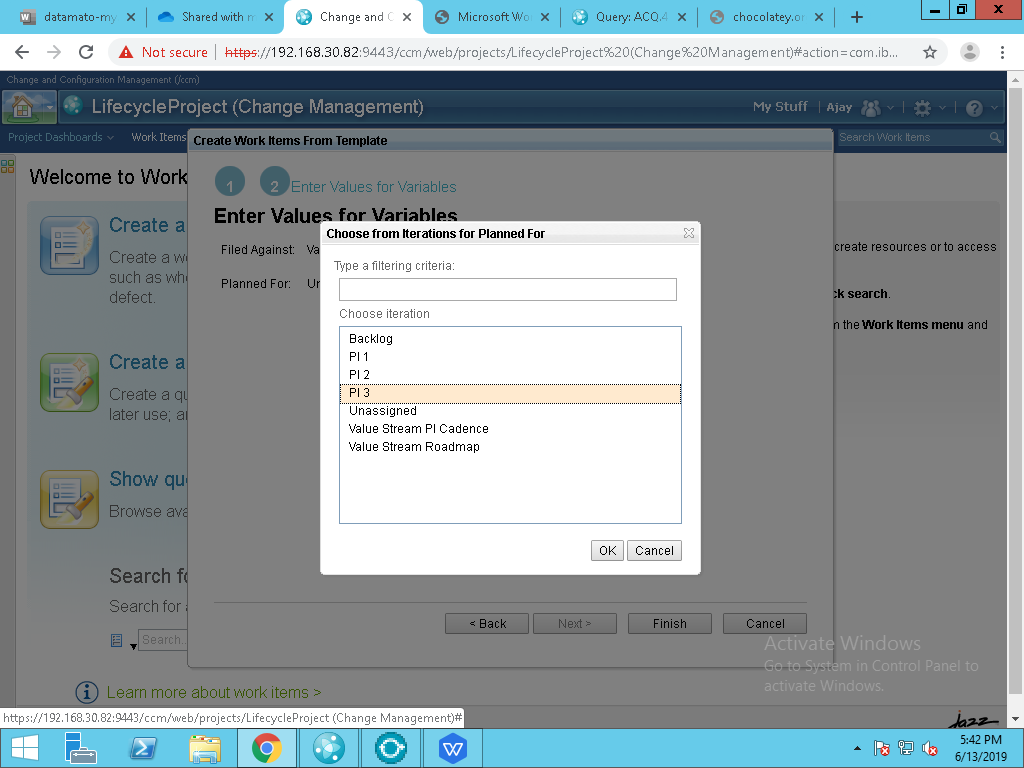 datamato-my
Shared with m
Change and C
Microsoft Wo
Query: ACQ.4
chocolatey.or
Not secure
https://192.168.30.82:9443/ccm/web/projects/LifecycleProject%20(Change%20Management)#action=com.ib...
Change and Configuration Management (/ccm)
LifecycleProject (Change Management)
My Stuff
Ajay
Project Dashboards
Work Items
Search Work Items
Create Work Items From Template
Welcome to Work
1
2
Enter Values for Variables
Enter Values for Variables
Filed Against:
Va
Planned For:
Un
Choose from Iterations for Planned For
Type a filtering criteria:
Choose iteration
Backlog
PI 1
PI 2
PI 3
Unassigned
Value Stream PI Cadence
Value Stream Roadmap
OK
Cancel
Create a
Create a wo
such as whe
defect.
Create a
Create a qu
later use; an
Show que
Browse ava
Search fo
Search for a
Search...
create resources or to access
ck search.
m the Work Items menu and
< Back
Next >
Finish
Cancel
Learn more about work items >
Activate Windows
Go to System in Control Panel to
activate Windows.
https://192.168.30.82:9443/ccm/web/projects/LifecycleProject (Change Management)#
Jazz
5:42 PM
6/13/2019